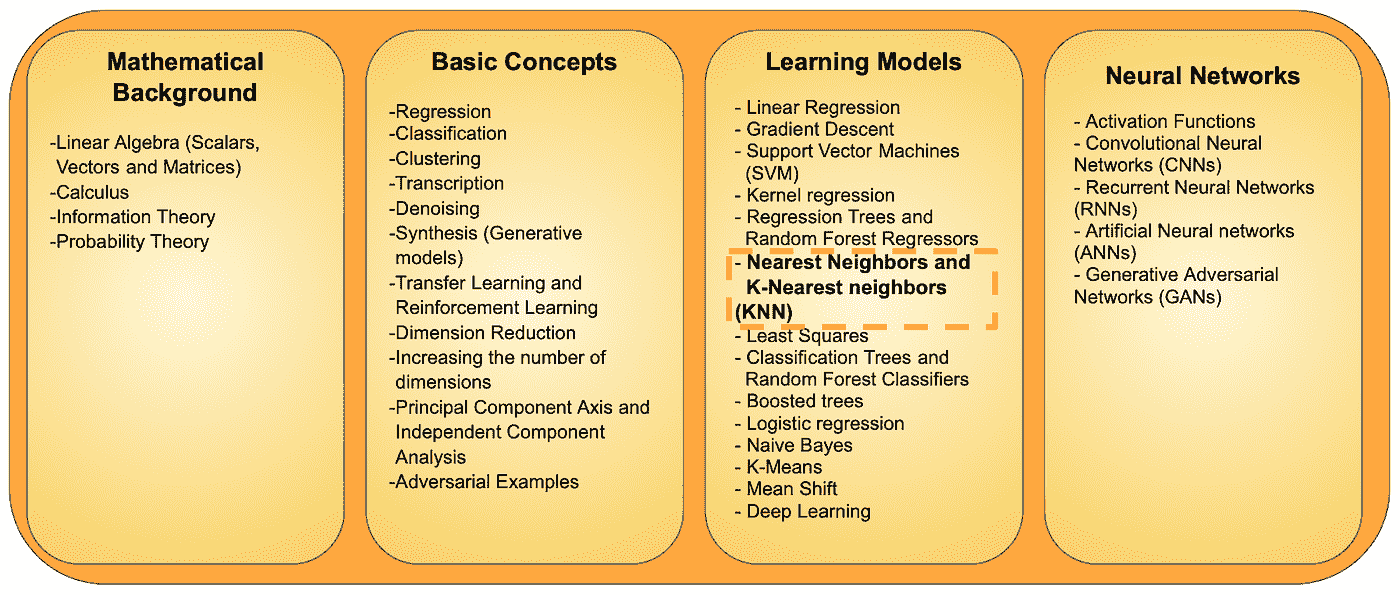 Mathematical
Background
-Linear Algebra (Scalars,
Vectors and Matrices)
-Calculus
-Information Theory
-Probability Theory
Basic Concepts
-Regression
-Classification
-Clustering
-Transcription
-Denoising
-Synthesis (Generative
models)
-Transfer Learning and
Reinforcement Learning
-Dimension Reduction
-Increasing the number of
dimensions
-Principal Component Axis and
Independent Component
Analysis
-Adversarial Examples
Learning Models
- Linear Regression
- Gradient Descent
- Support Vector Machines
(SVM)
- Kernel regression
- Regression Trees and
Random Forest Regressors
- Nearest Neighbors and
K-Nearest neighbors
(KNN)
- Least Squares
- Classification Trees and
Random Forest Classifiers
- Boosted trees
- Logistic regression
- Naive Bayes
- K-Means
- Mean Shift
- Deep Learning
Neural Networks
- Activation Functions
- Convolutional Neural
Networks (CNNs)
- Recurrent Neural Networks
(RNNs)
- Artificial Neural networks
(ANNs)
- Generative Adversarial
Networks (GANs)